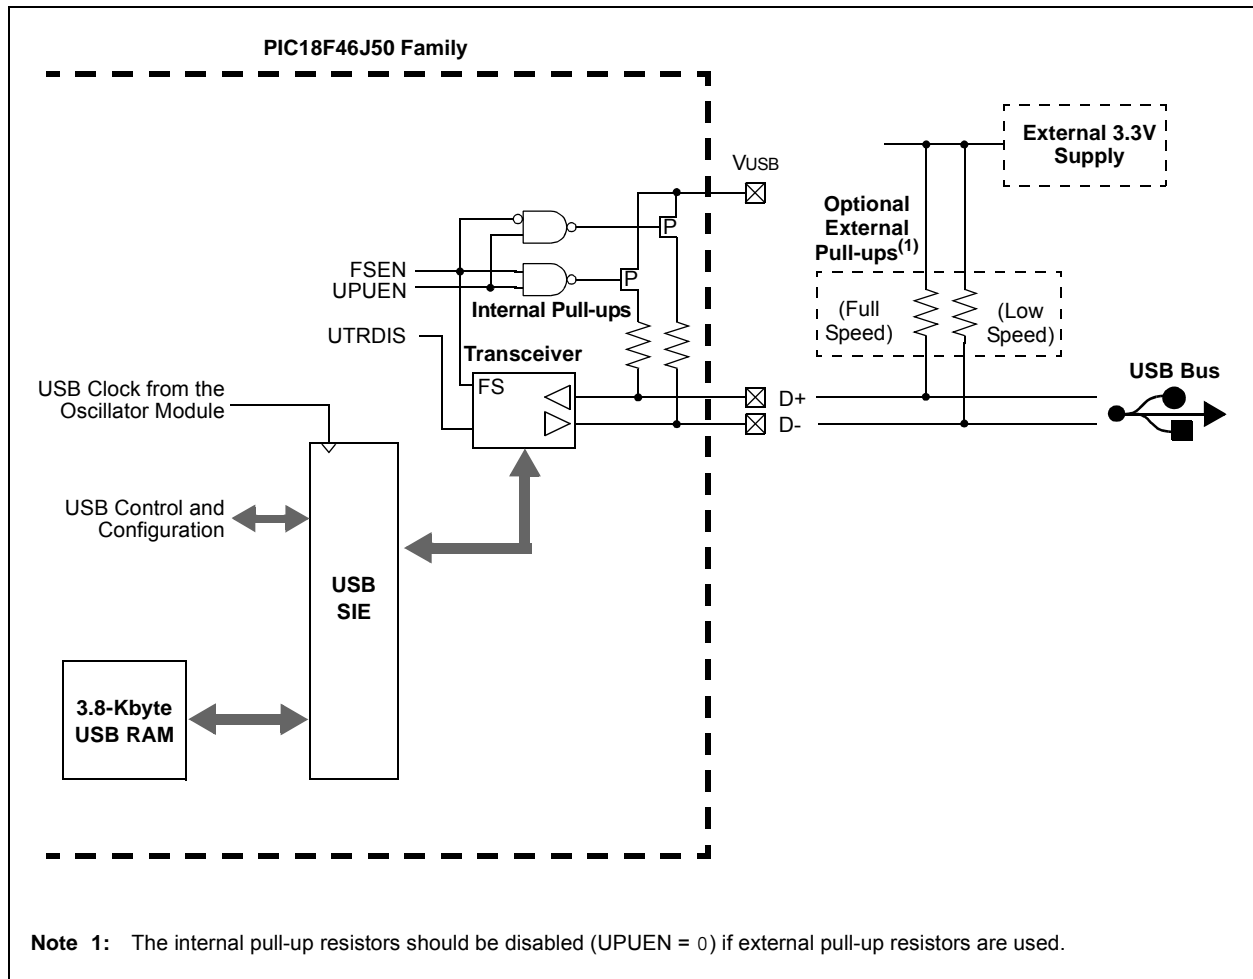 PIC18F46J50 Family
External 3.3V
Supply
VUSB
Optional
External
Pull-ups(1)
P
P
FSEN
UPUEN
Internal Pull-ups
(Full
Speed)
(Low
Speed)
UTRDIS
Transceiver
FS
USB Clock from the
Oscillator Module
D+
D-
USB Bus
USB Control and
Configuration
USB
SIE
3.8-Kbyte
USB RAM
Note 1: The internal pull-up resistors should be disabled (UPUEN = 0) if external pull-up resistors are used.